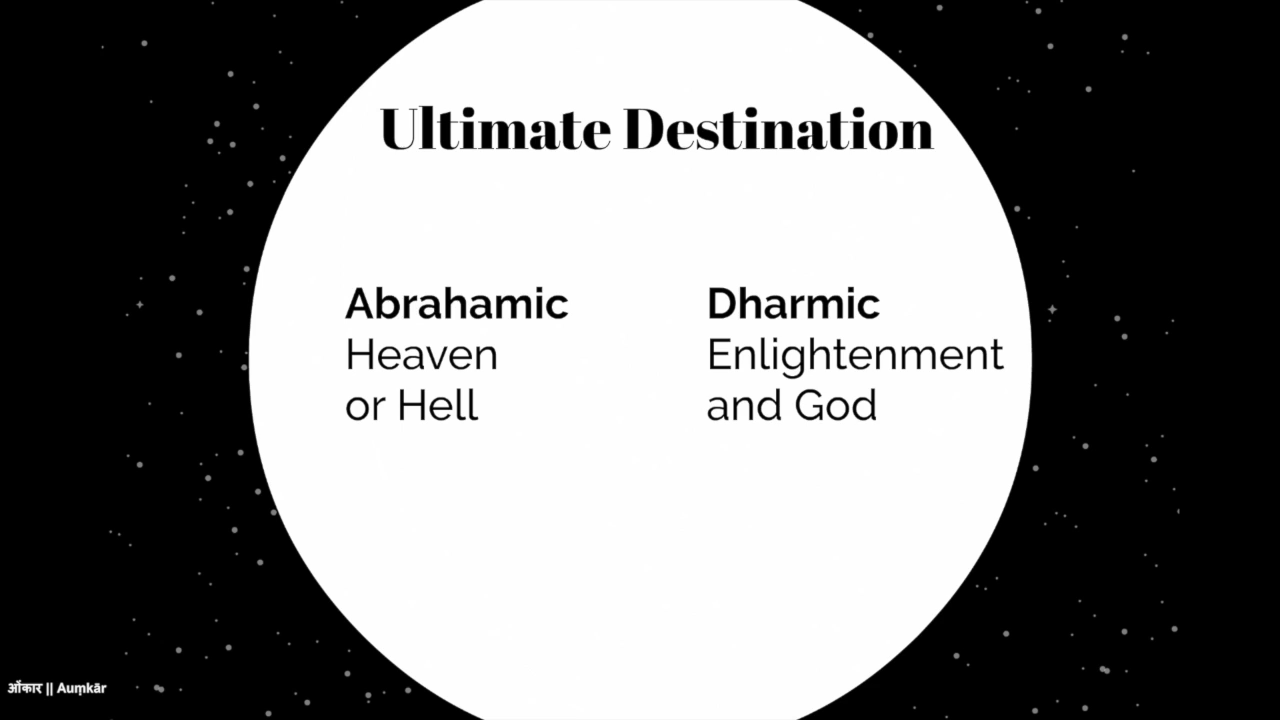 Ultimate Destination
Abrahamic
Heaven
or Hell
Dharmic
Enlightenment
and God
ओंकार || Auṃkār